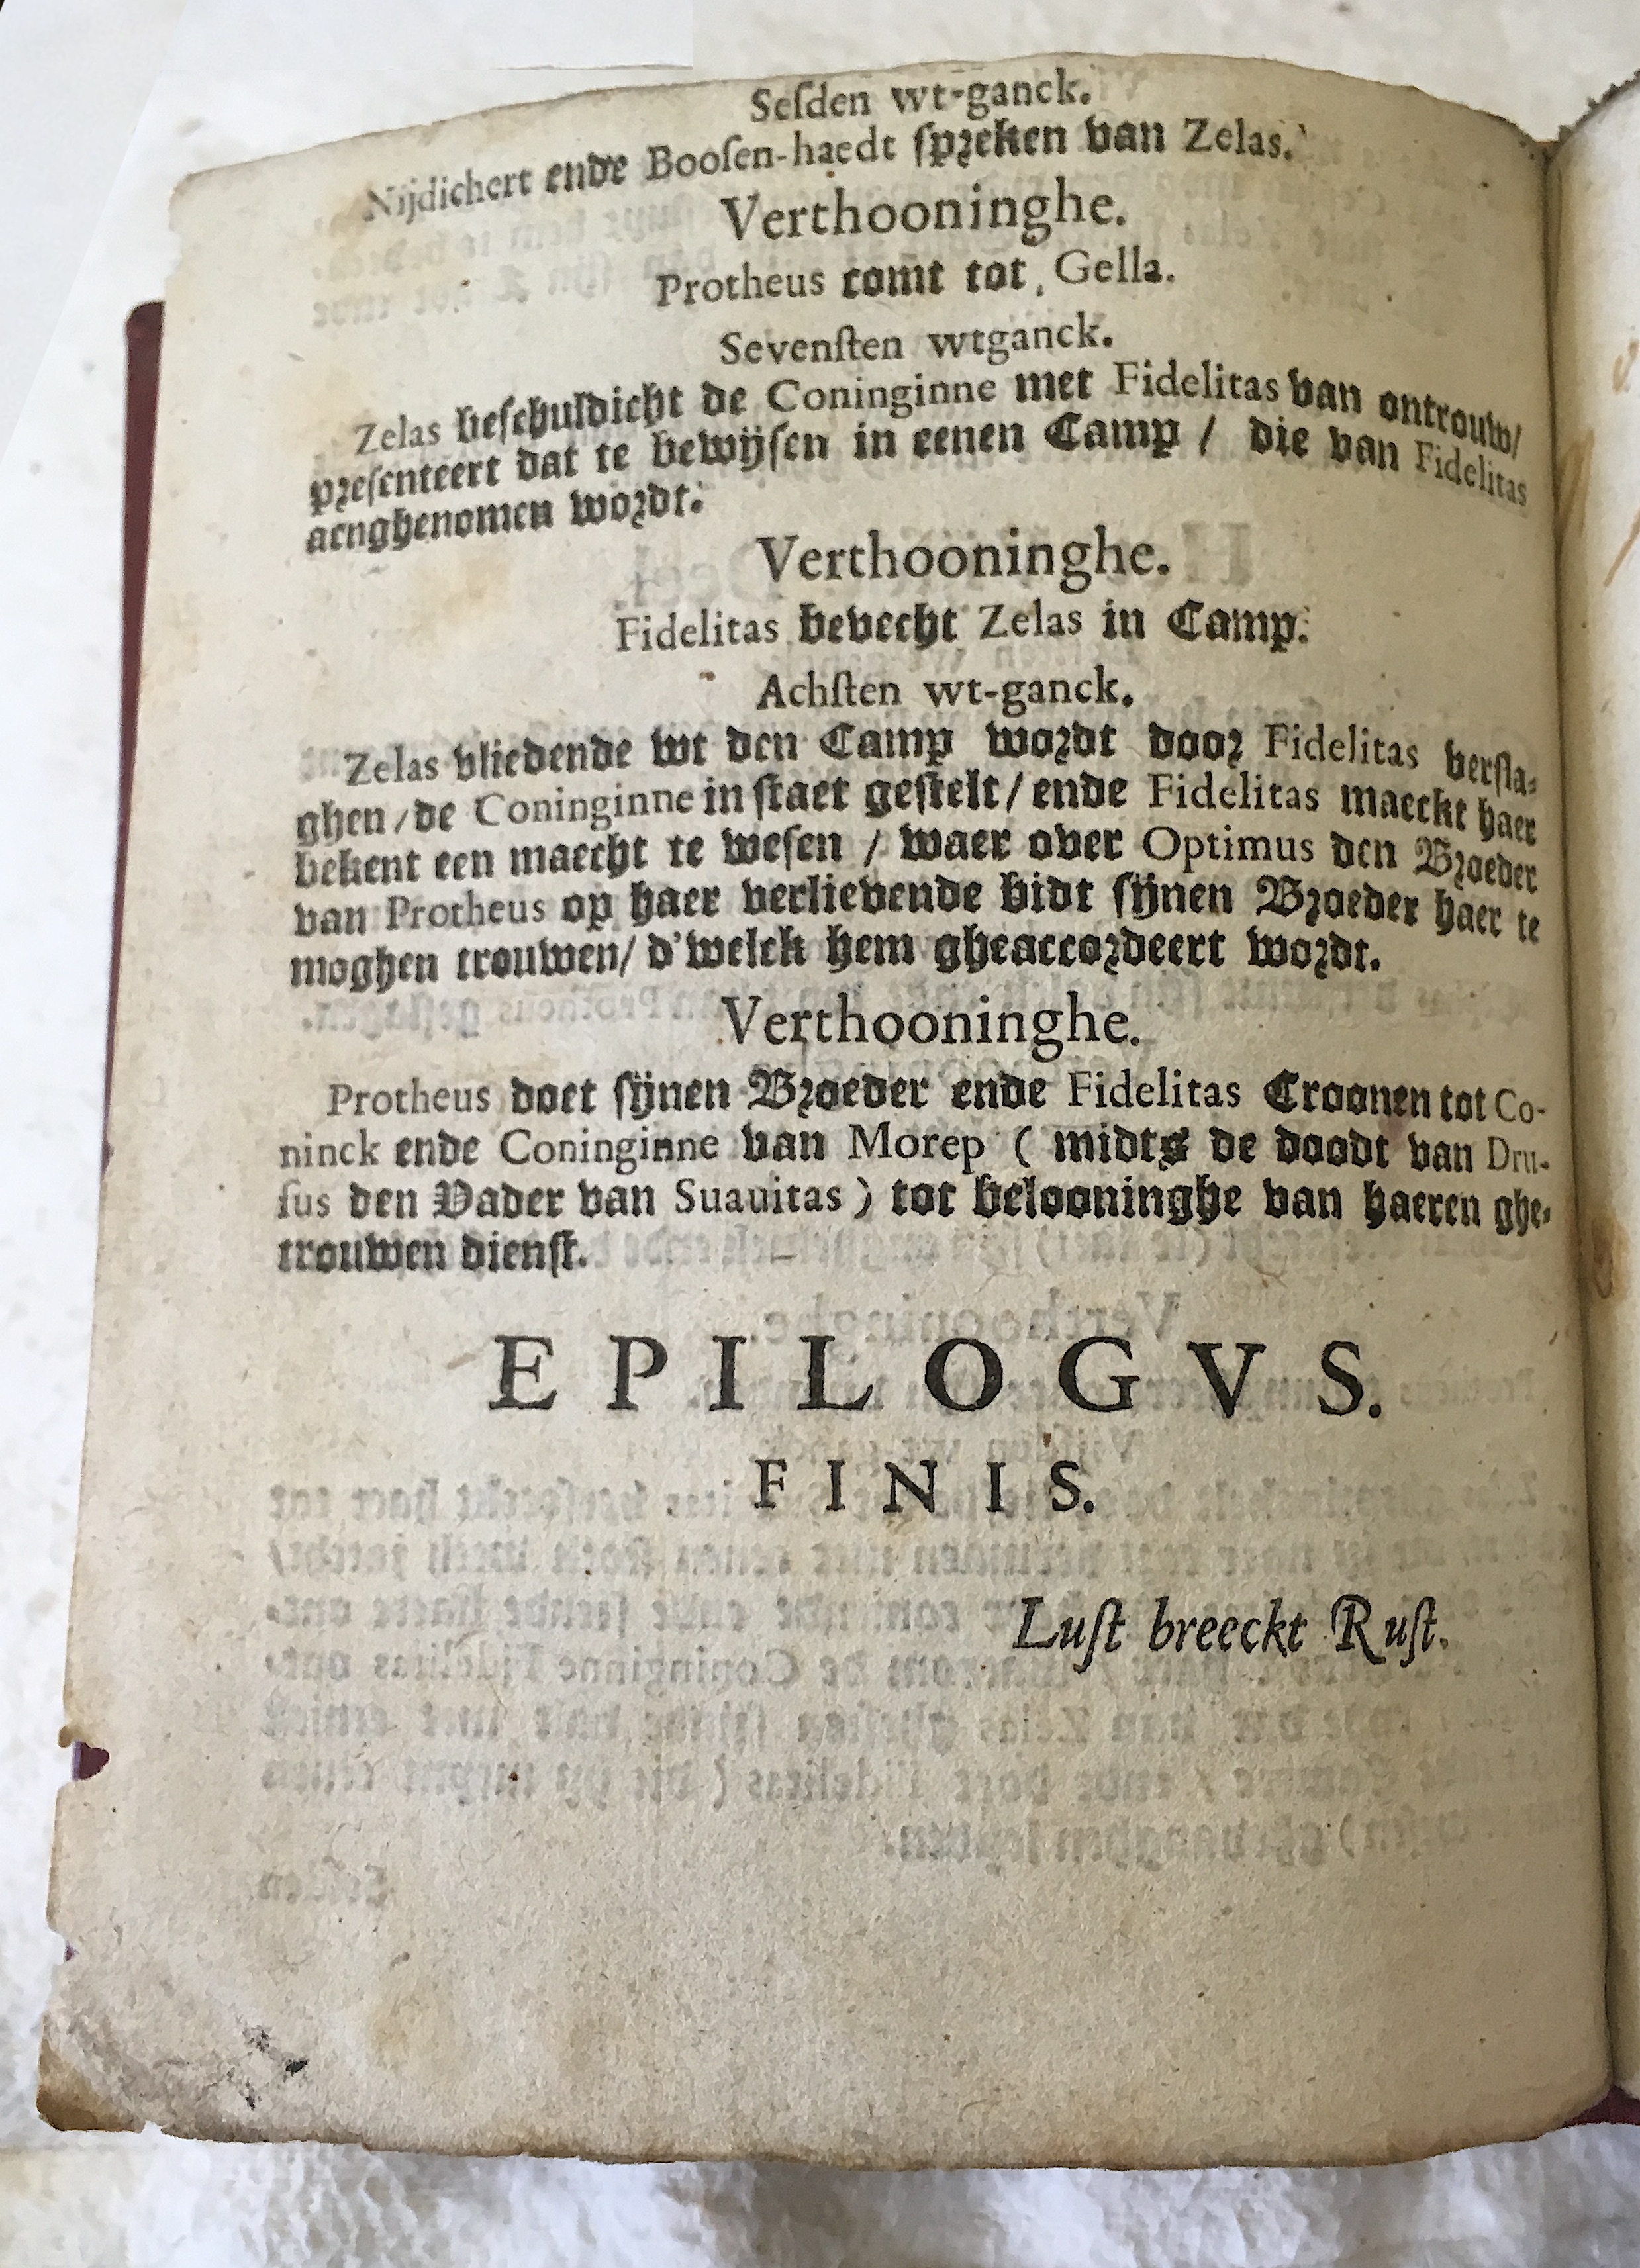 Seſden wt-ganck.
Nijdichert ende Booſen-haedt ſpreken van Zelas.
Verthooninghe.
Protheus comt tot Gella.
Sevenſten wtganck.
Zelas beſchuldicht de Coninginne met Fidelitas van ontrouw/
preſenteert dat te bewijſen in eenen Camp / die van Fidelitas
aenghenomen wordt.
Verthooninghe.
Fidelitas bevecht Zelas in Camp.
Achſten wt-ganck.
Zelas vliedende wt den Camp wordt door Fidelitas verſla-
ghen / de Coninginne in ſtaet geſtelt / ende Fidelitas maeckt haer
bekent een maecht te weſen / waer over Optimus den Broeder
van Protheus op haer verlievende bidt ſijnen Broeder haer te
moghen trouwen / d'welck hem gheaccordeert wordt.
Verthooninghe.
Protheus doet ſijnen Broeder ende Fidelitas Croonen tot Co-
ninck ende Coninginne van Morep ( midts de doodt van Dru-
ſus den Vader van Suauitas ) tot belooninghe van haeren ghe-
trouwen dienſt.
EPILOGVS.
FINIS.
Luſt breeckt Ruſt.